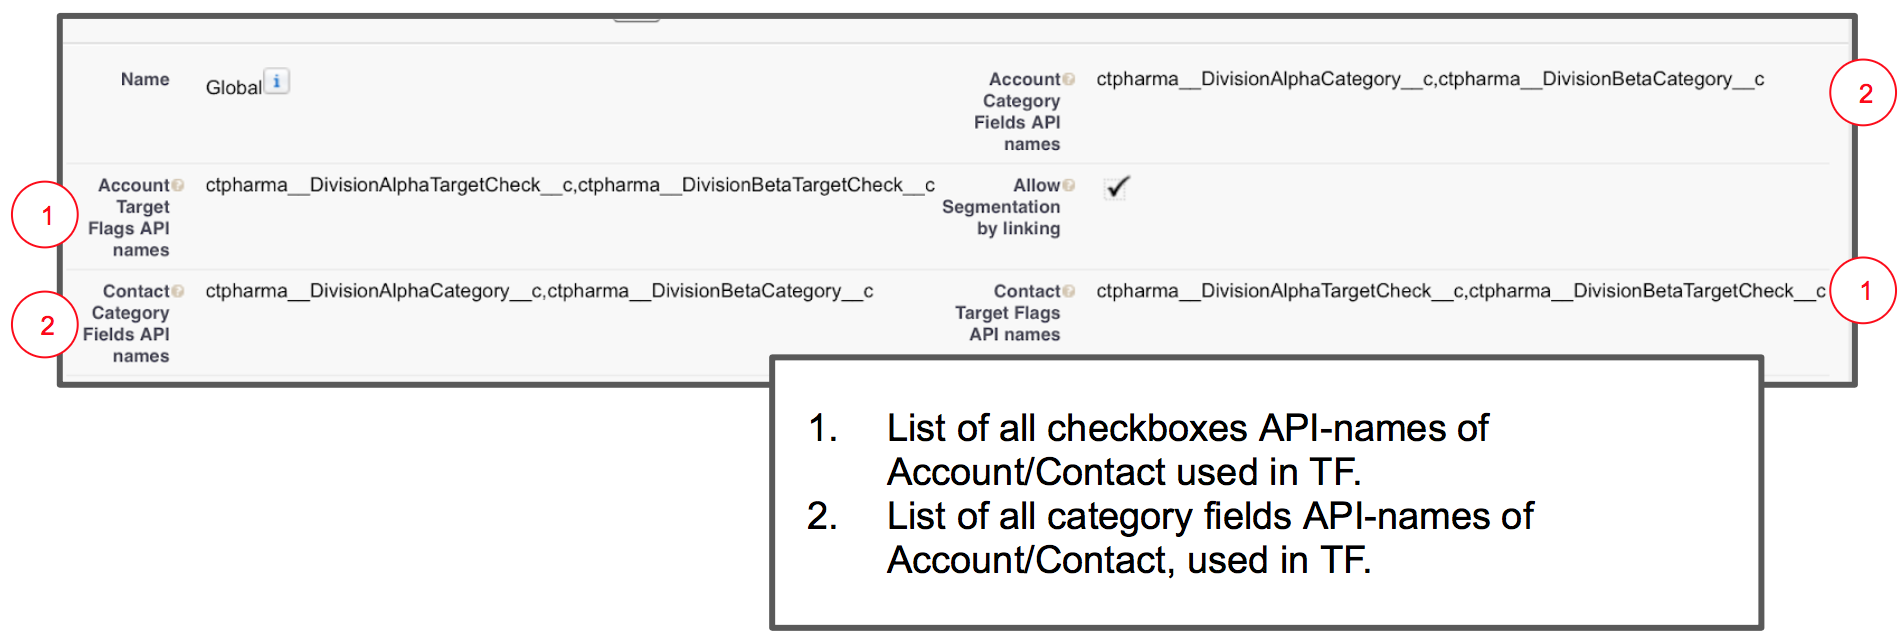 Name
Global
i
Account
Category
Fields API
names
?
ctpharma__DivisionAlphaCategory__c,ctpharma__DivisionBetaCategory__c
2
1
Account
Target
Flags API
names
?
ctpharma__DivisionAlphaTargetCheck__c,ctpharma__DivisionBetaTargetCheck__c
Allow
Segmentation
by linking
?
2
Contact
Category
Fields API
names
?
ctpharma__DivisionAlphaCategory__c,ctpharma__DivisionBetaCategory__c
Contact
Target Flags
API names
?
ctpharma__DivisionAlphaTargetCheck__c,ctpharma__DivisionBetaTargetCheck__c
1
1. List of all checkboxes API-names of
Account/Contact used in TF.
2. List of all category fields API-names of
Account/Contact, used in TF.